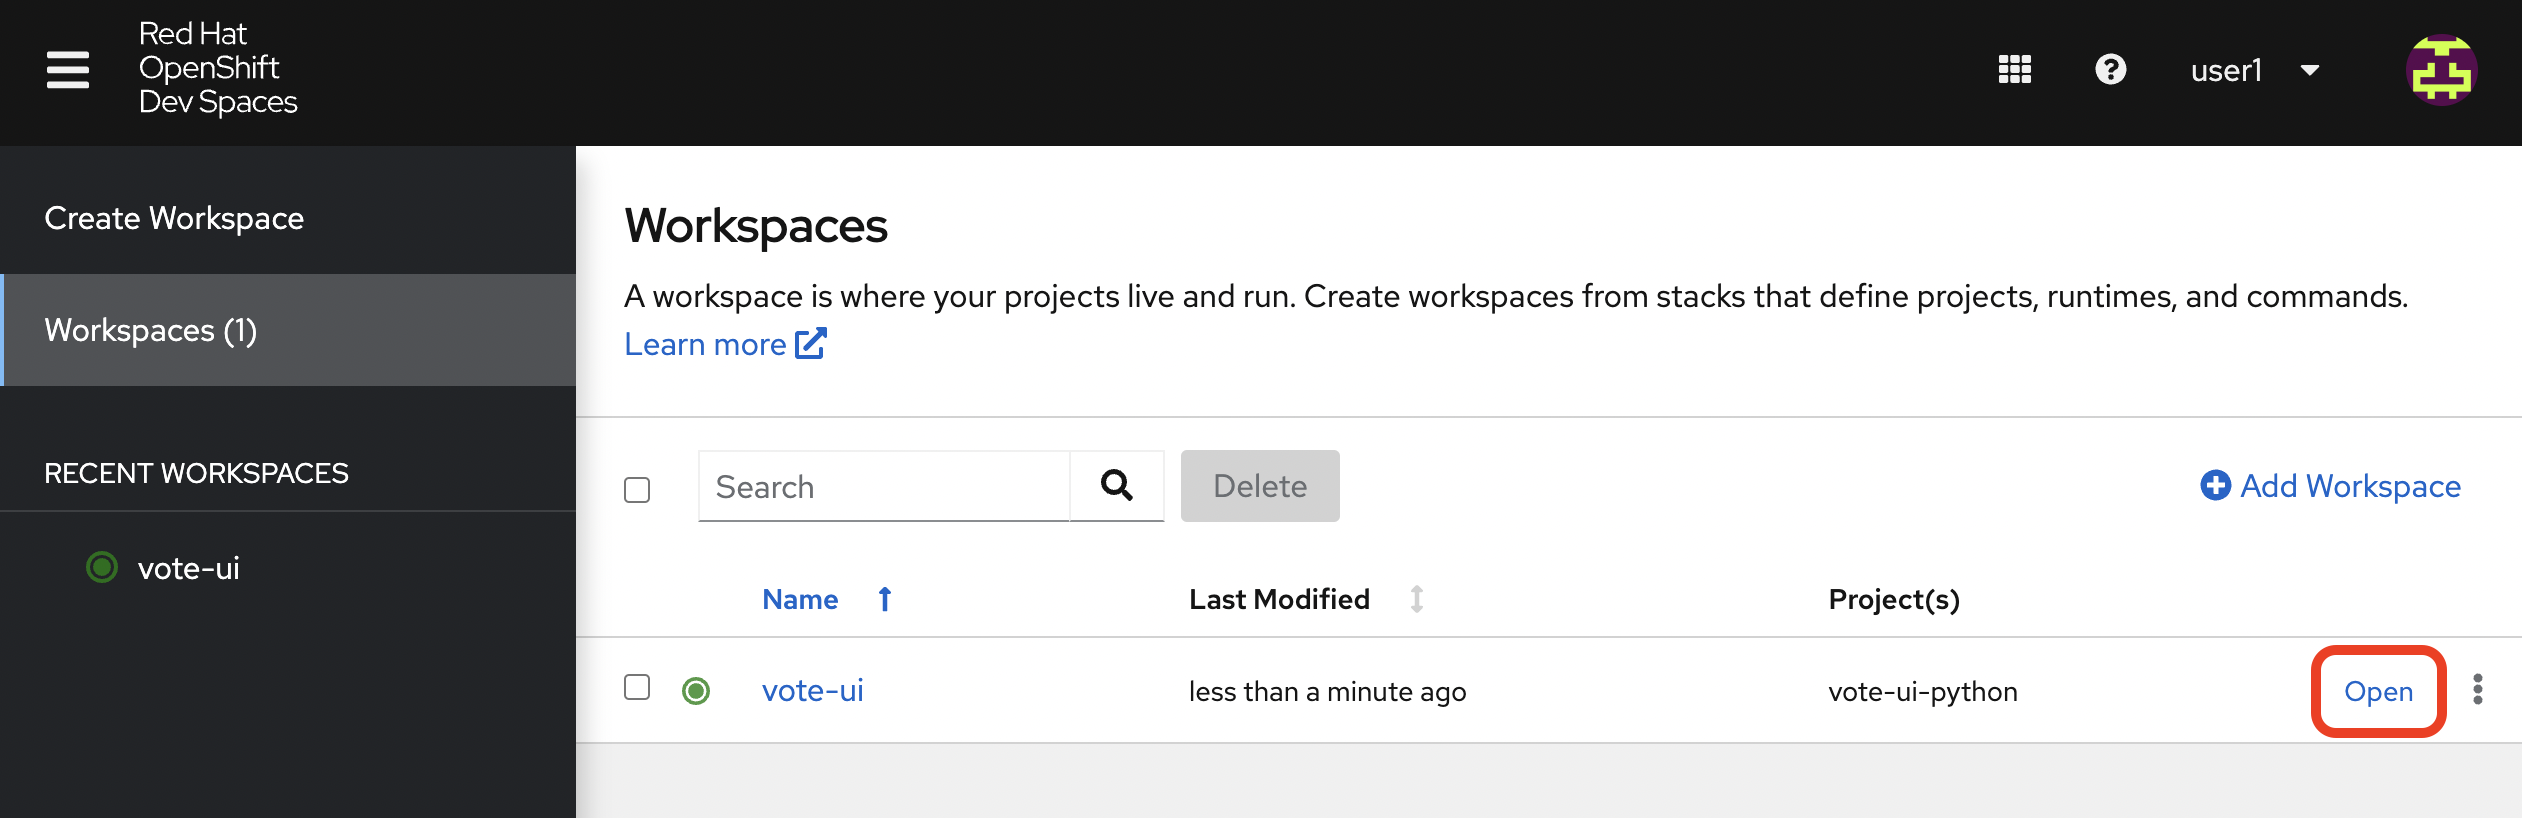 Red Hat
OpenShift
Dev Spaces
user1
Create Workspace
Workspaces (1)
RECENT WORKSPACES
vote-ui
Workspaces
A workspace is where your projects live and run. Create workspaces from stacks that define projects, runtimes, and commands.
Learn more
Search
Delete
Add Workspace
Name
Last Modified
Project(s)
vote-ui
less than a minute ago
vote-ui-python
Open